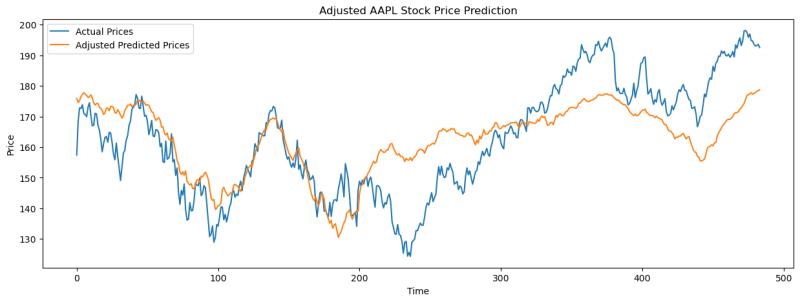 Adjusted AAPL Stock Price Prediction
Actual Prices
Adjusted Predicted Prices
Price
200
190
180
170
160
150
140
130
0 100 200 300 400 500
Time